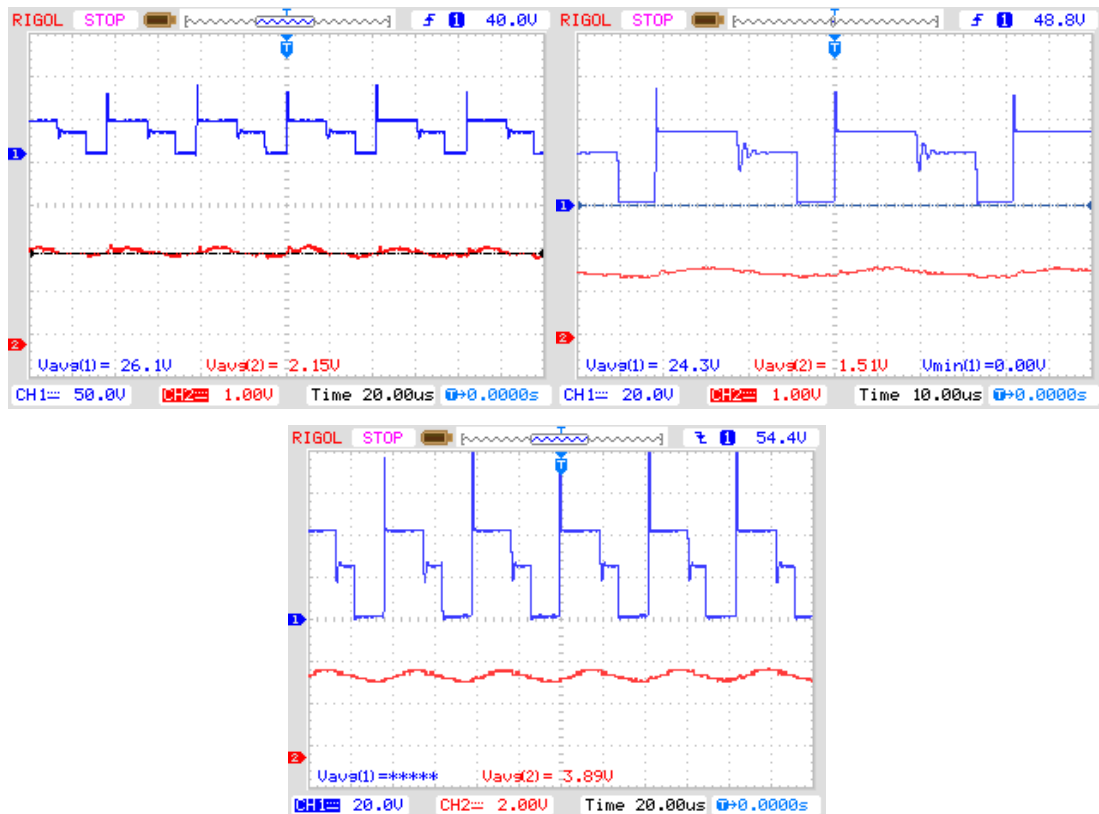 RIGOL STOP T f 1 40.0V
T
1
2
Vavg(1)= 26.1V Vavg(2)= 2.15V
CH1 50.0V CH2 1.00V Time 20.00us T→0.0000s
RIGOL STOP T f 1 48.8V
T
1
2
Vavg(1)= 24.3V Vavg(2)= 1.51V Vmin(1)=0.00V
CH1 20.0V CH2 1.00V Time 10.00us T→0.0000s
RIGOL STOP T 1 54.4V
T
1
2
Vavg(1)=***** Vavg(2)= 3.89V
CH1 20.0V CH2 2.00V Time 20.00us T→0.0000s